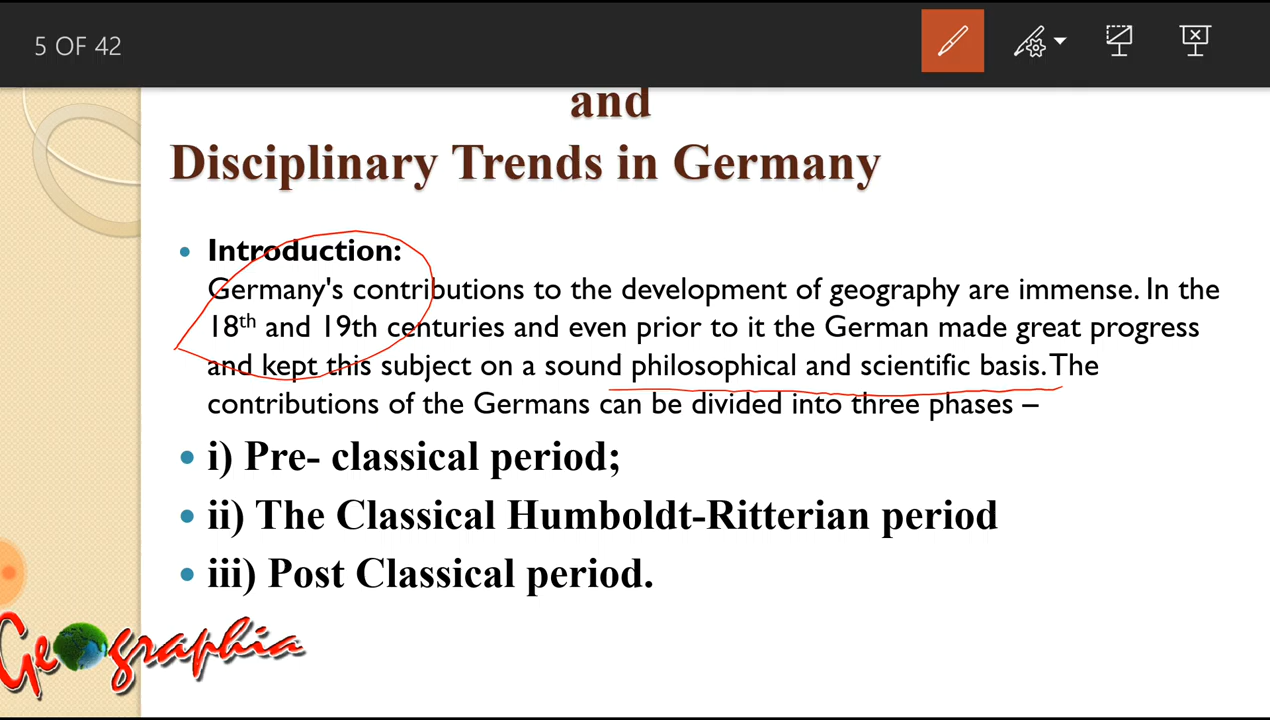 5 OF 42
and
Disciplinary Trends in Germany
• Introduction:
Germany's contributions to the development of geography are immense. In the
18th and 19th centuries and even prior to it the German made great progress
and kept this subject on a sound philosophical and scientific basis. The
contributions of the Germans can be divided into three phases –
• i) Pre- classical period;
• ii) The Classical Humboldt-Ritterian period
• iii) Post Classical period.
Geographia